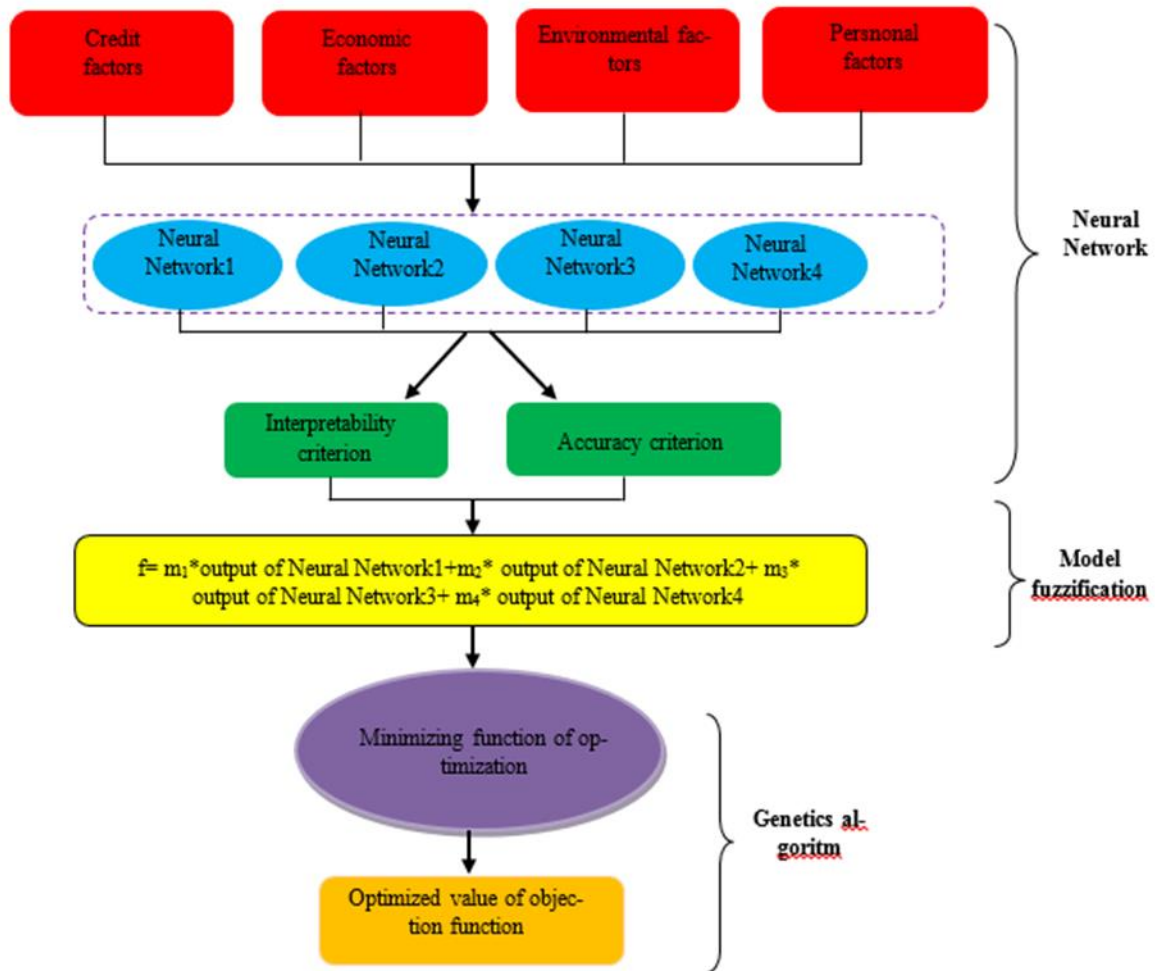 Credit
factors
Economic
factors
Environmental fac-
tors
Persnonal
factors
Neural
Network1
Neural
Network2
Neural
Network3
Neural
Network4
Neural
Network
Interpretability
criterion
Accuracy criterion
f= m₁*output of Neural Network1+m₂* output of Neural Network2+ m₃*
output of Neural Network3+ m₄* output of Neural Network4
Model
fuzzification
Minimizing function of op-
timization
Genetics al-
goritm
Optimized value of objec-
tion function